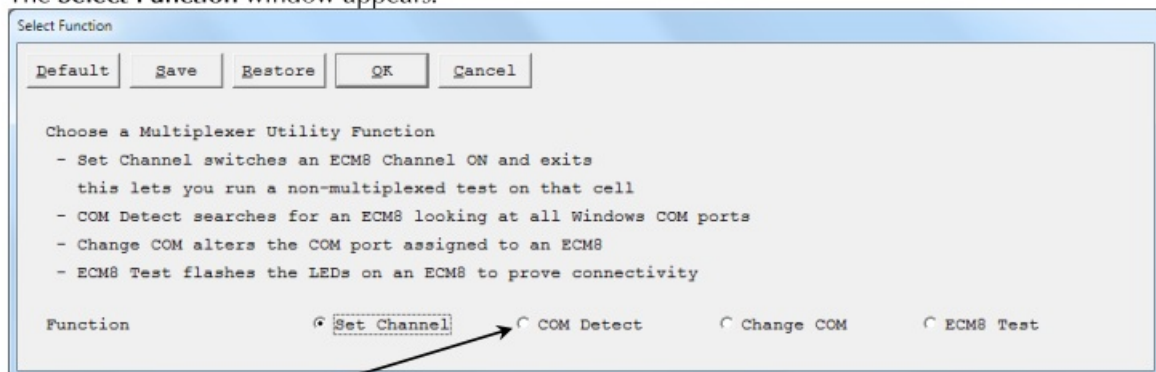 The Select Function window appears.
Select Function
Default Save Restore OK Cancel
Choose a Multiplexer Utility Function
- Set Channel switches an ECM8 Channel ON and exits
this lets you run a non-multiplexed test on that cell
- COM Detect searches for an ECM8 looking at all Windows COM ports
- Change COM alters the COM port assigned to an ECM8
- ECM8 Test flashes the LEDs on an ECM8 to prove connectivity
Function Set Channel COM Detect Change COM ECM8 Test